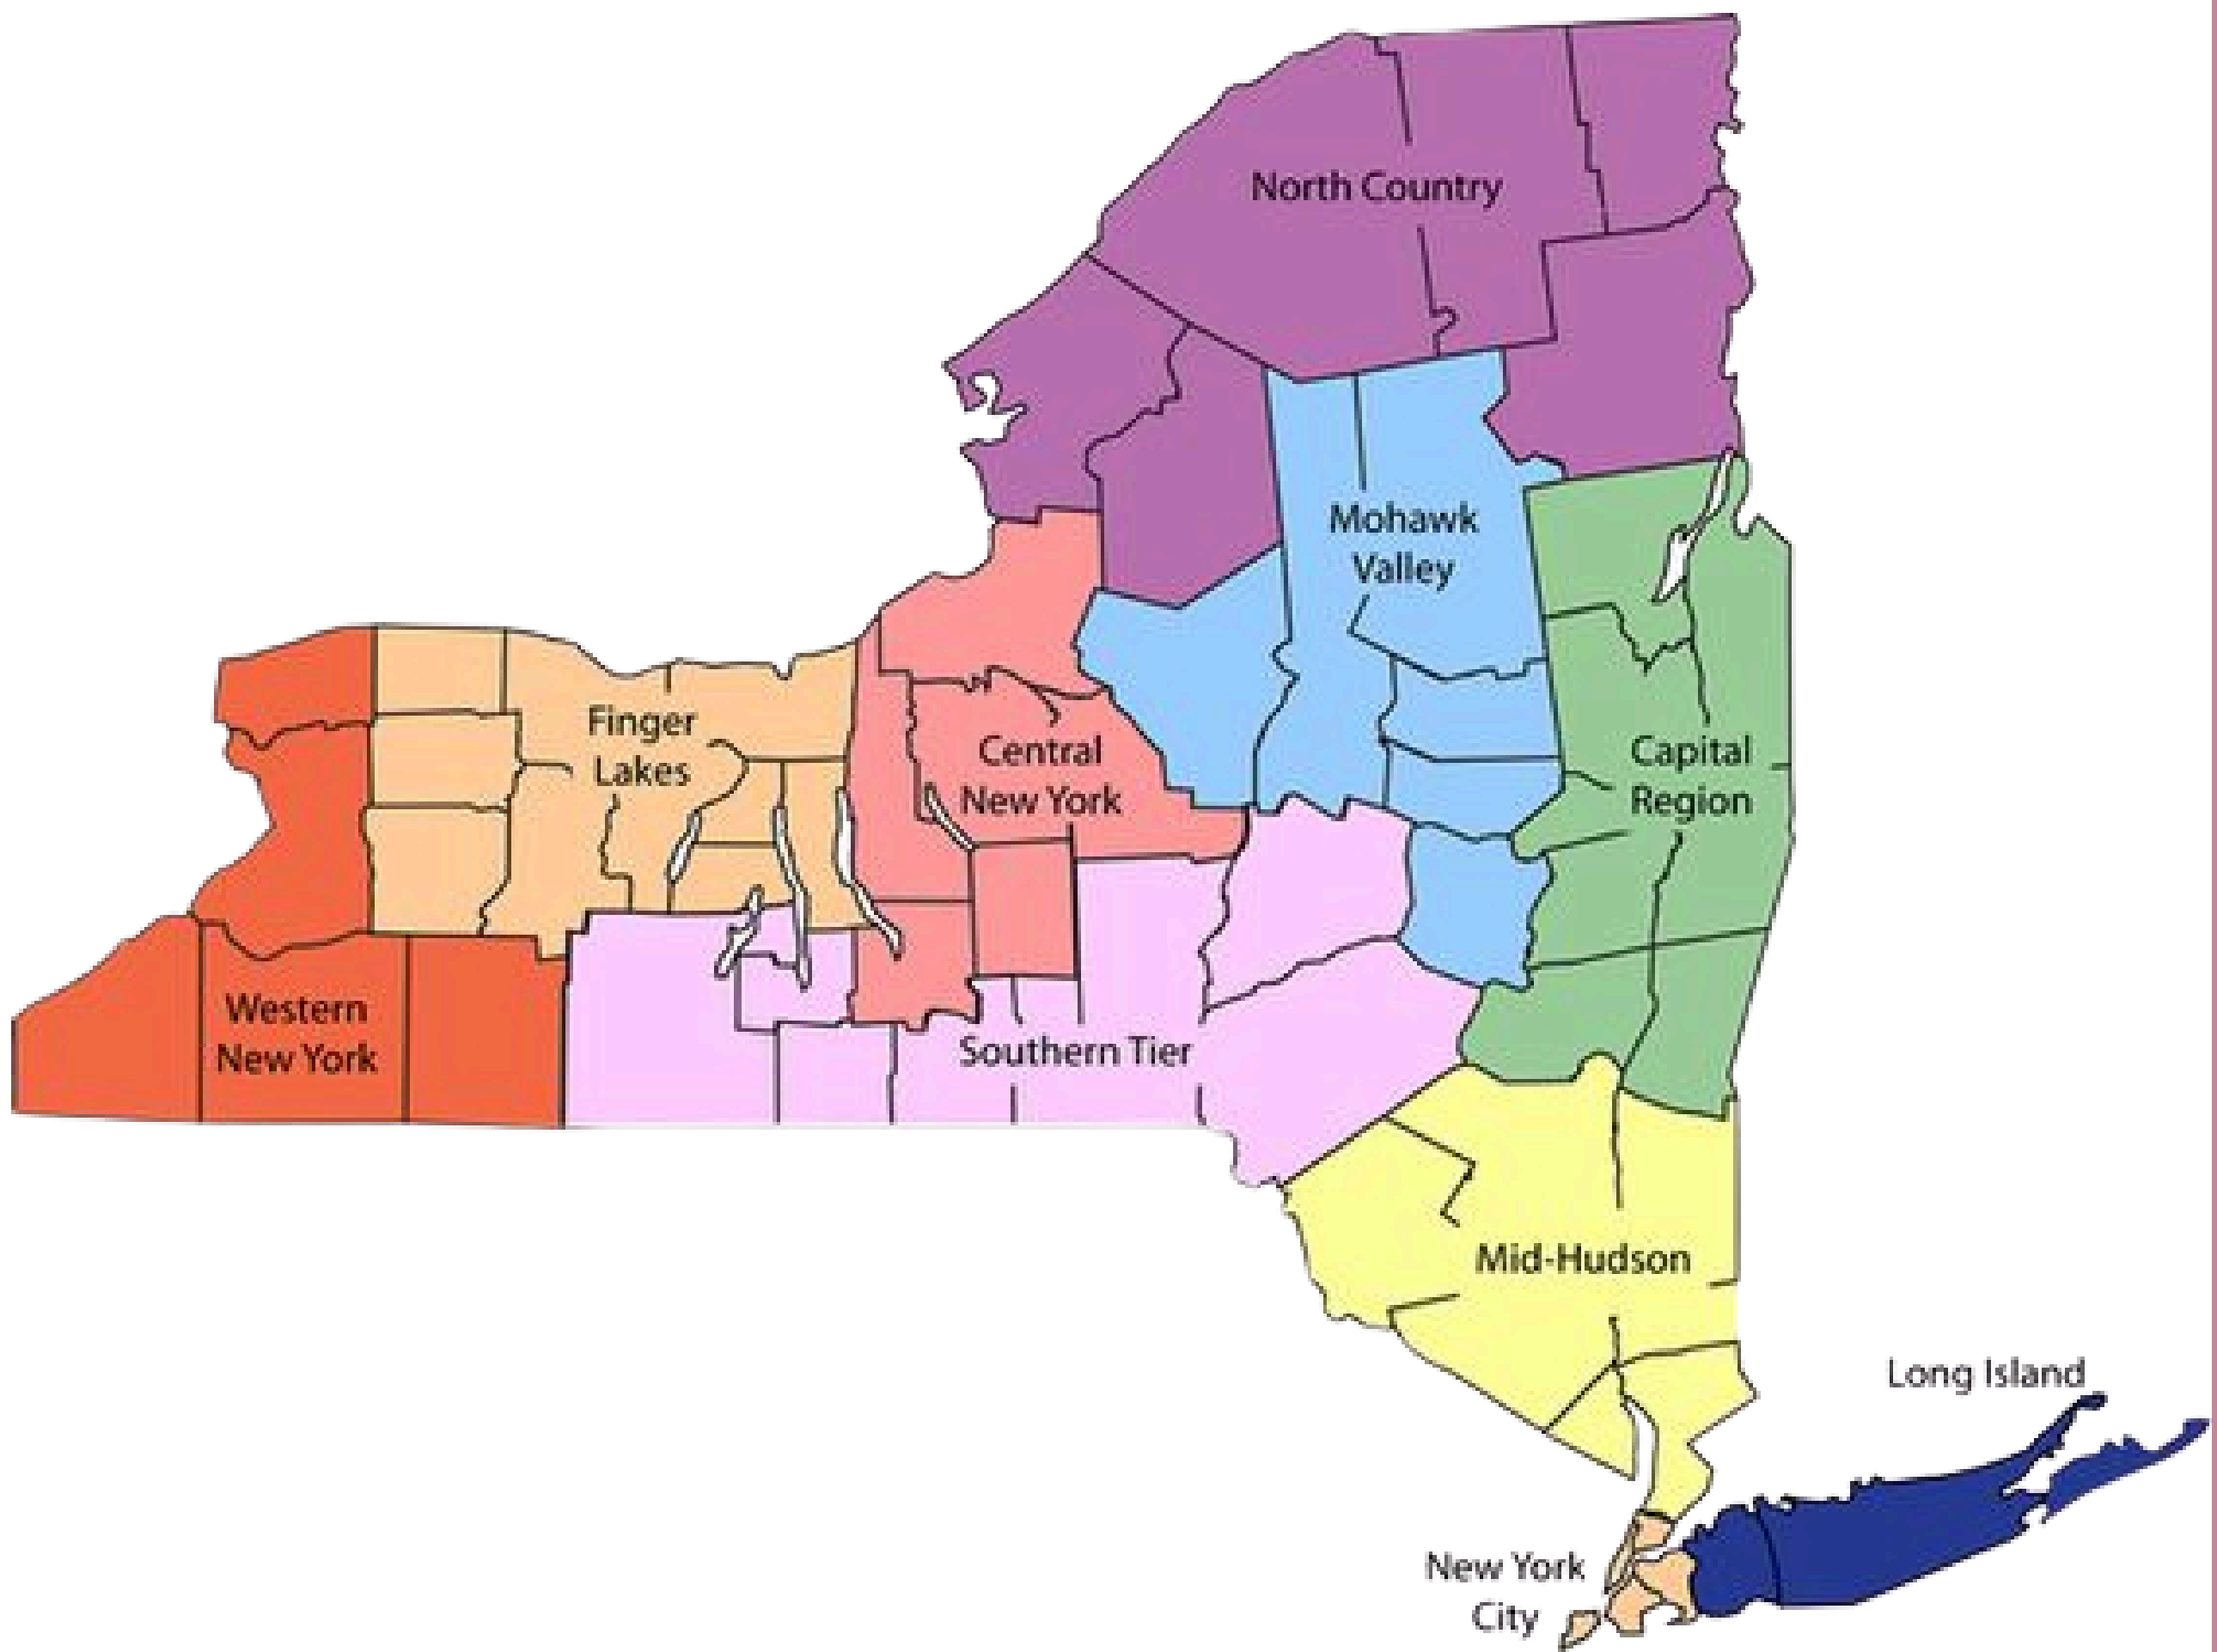 North Country
Mohawk
Valley
Finger
Lakes
Central
New York
Capital
Region
Western
New York
Southern Tier
Mid-Hudson
Long Island
New York
City